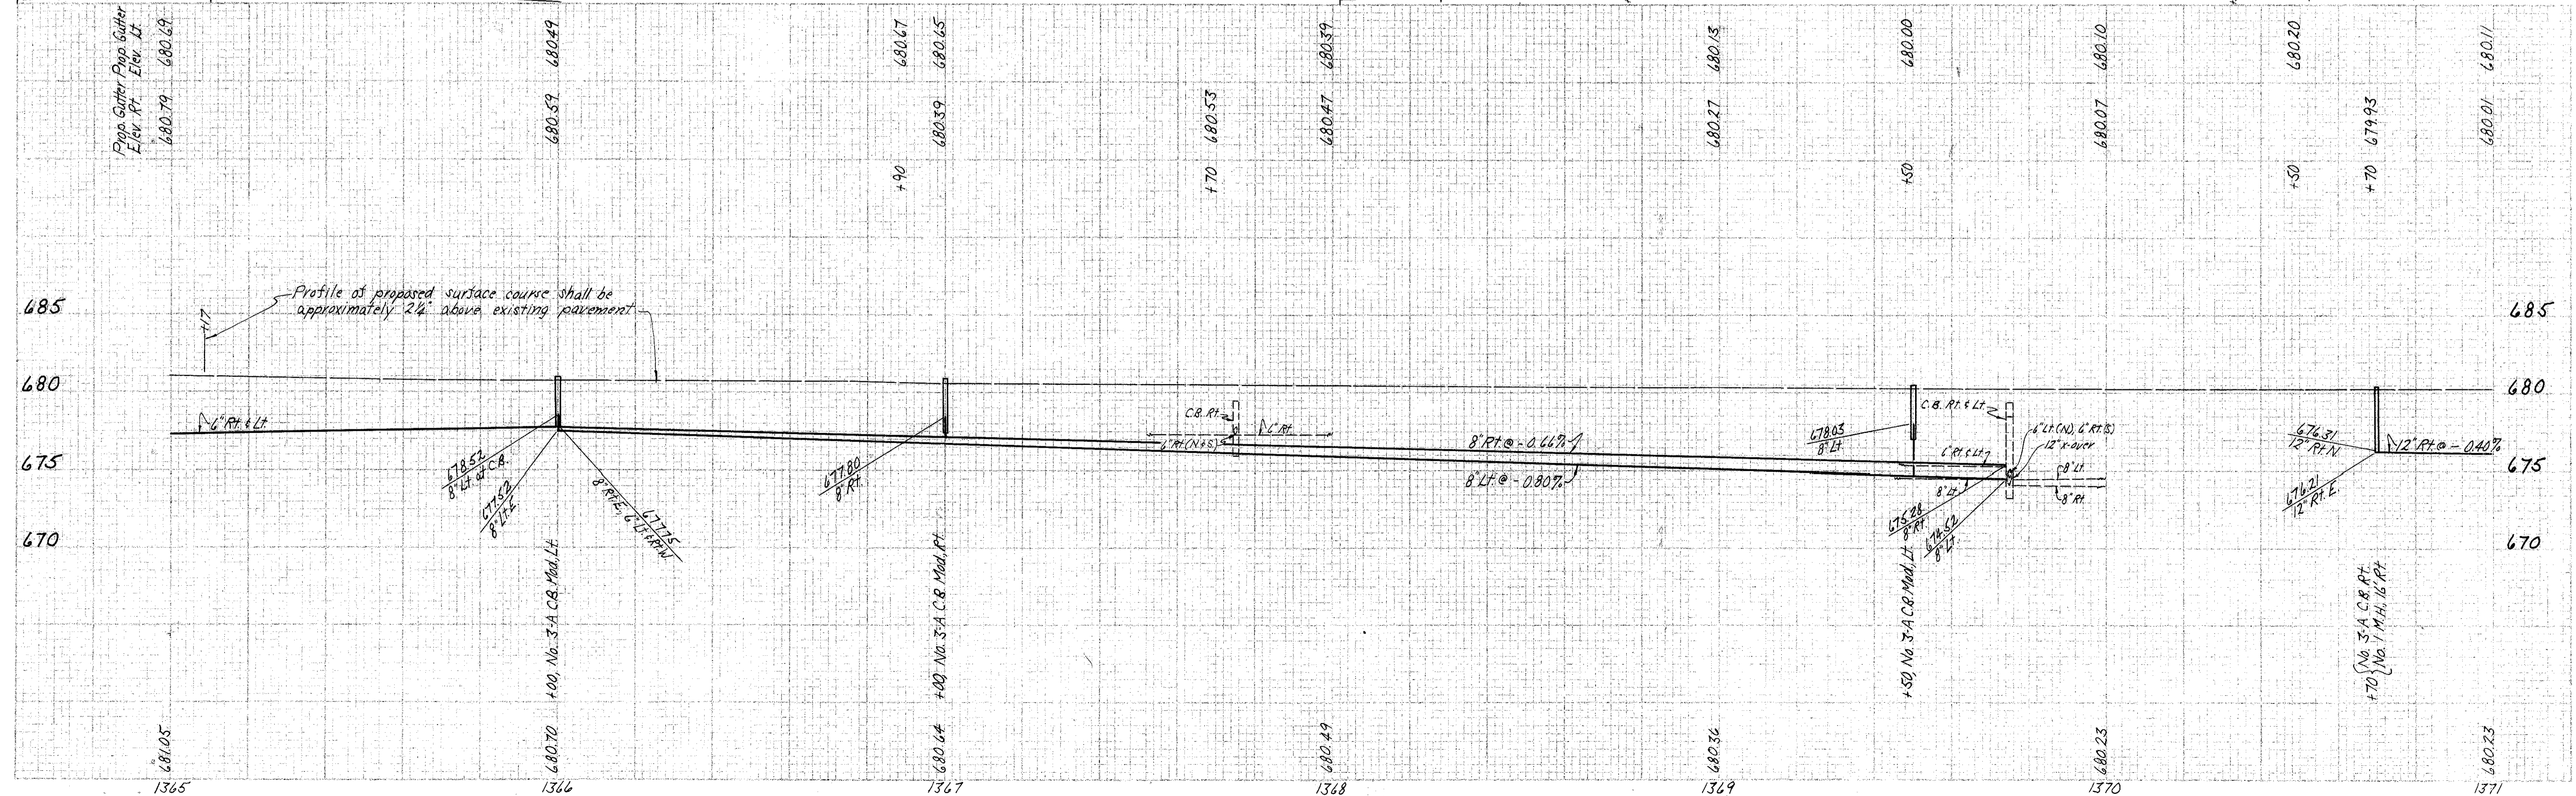 Prop. Gutter Elev. Lt.
680.69
680.49
680.67
680.65
680.39
680.13
680.00
680.10
680.20
680.11
Prop. Gutter Elev. Rt.
680.79
680.59
680.39
680.53
680.47
680.27
680.07
679.93
680.01
+90
+70
+50
+50
+70
Profile of proposed surface course shall be
approximately 2¼" above existing pavement
+17
685
685
680
680
675
675
670
670
6" Rt. & Lt.
678.52
8" Lt. at C.B.
677.52
8" Lt. E.
677.75
8" Rt. E, 6" Lt. & Rt. W.
677.80
8" Rt.
C.B. Rt.
6" Rt. (N & S)
6" Rt.
8" Rt. @ - 0.66%
8" Lt. @ - 0.80%
678.03
8" Lt.
C.B. Rt. & Lt.
6" Rt. & Lt.
6" Lt. (N), 6" Rt. (S)
12" x-over
8" Lt.
8" Lt.
8" Rt.
675.28
8" Rt.
674.52
8" Lt.
676.31
12" Rt. N.
12" Rt. @ - 0.40%
676.21
12" Rt. E.
+00, No. 3-A C.B. Mod, Lt.
+00, No. 3-A C.B. Mod, Rt.
+50, No. 3-A C.B. Mod, Lt.
+70 { No. 3-A C.B. Rt.
No. 1 M.H., 16' Rt.
681.05
680.70
680.64
680.49
680.36
680.23
680.23
1365
1366
1367
1368
1369
1370
1371